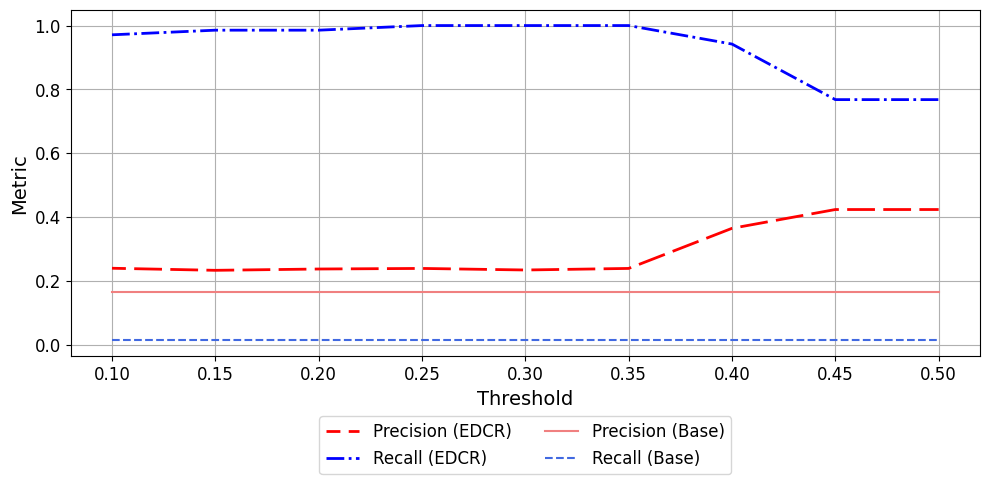 1.0
0.8
0.6
0.4
0.2
0.0
Metric
0.10 0.15 0.20 0.25 0.30 0.35 0.40 0.45 0.50
Threshold
Precision (EDCR) Precision (Base)
Recall (EDCR) Recall (Base)